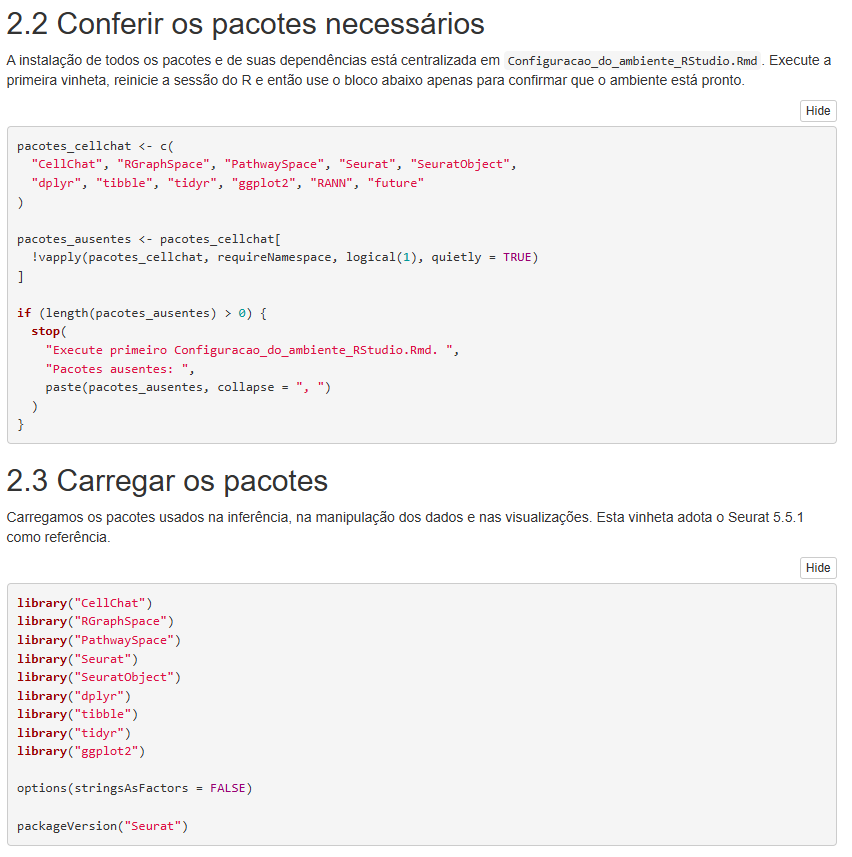 2.2 Conferir os pacotes necessários
A instalação de todos os pacotes e de suas dependências está centralizada em Configuracao_do_ambiente_RStudio.Rmd. Execute a
primeira vinheta, reinicie a sessão do R e então use o bloco abaixo apenas para confirmar que o ambiente está pronto.
Hide
pacotes_cellchat <- c(
  "CellChat", "RGraphSpace", "PathwaySpace", "Seurat", "SeuratObject",
  "dplyr", "tibble", "tidyr", "ggplot2", "RANN", "future"
)
pacotes_ausentes <- pacotes_cellchat[
  !vapply(pacotes_cellchat, requireNamespace, logical(1), quietly = TRUE)
]
if (length(pacotes_ausentes) > 0) {
  stop(
    "Execute primeiro Configuracao_do_ambiente_RStudio.Rmd. ",
    "Pacotes ausentes: ",
    paste(pacotes_ausentes, collapse = ", ")
  )
}
2.3 Carregar os pacotes
Carregamos os pacotes usados na inferência, na manipulação dos dados e nas visualizações. Esta vinheta adota o Seurat 5.5.1
como referência.
Hide
library("CellChat")
library("RGraphSpace")
library("PathwaySpace")
library("Seurat")
library("SeuratObject")
library("dplyr")
library("tibble")
library("tidyr")
library("ggplot2")
options(stringsAsFactors = FALSE)
packageVersion("Seurat")